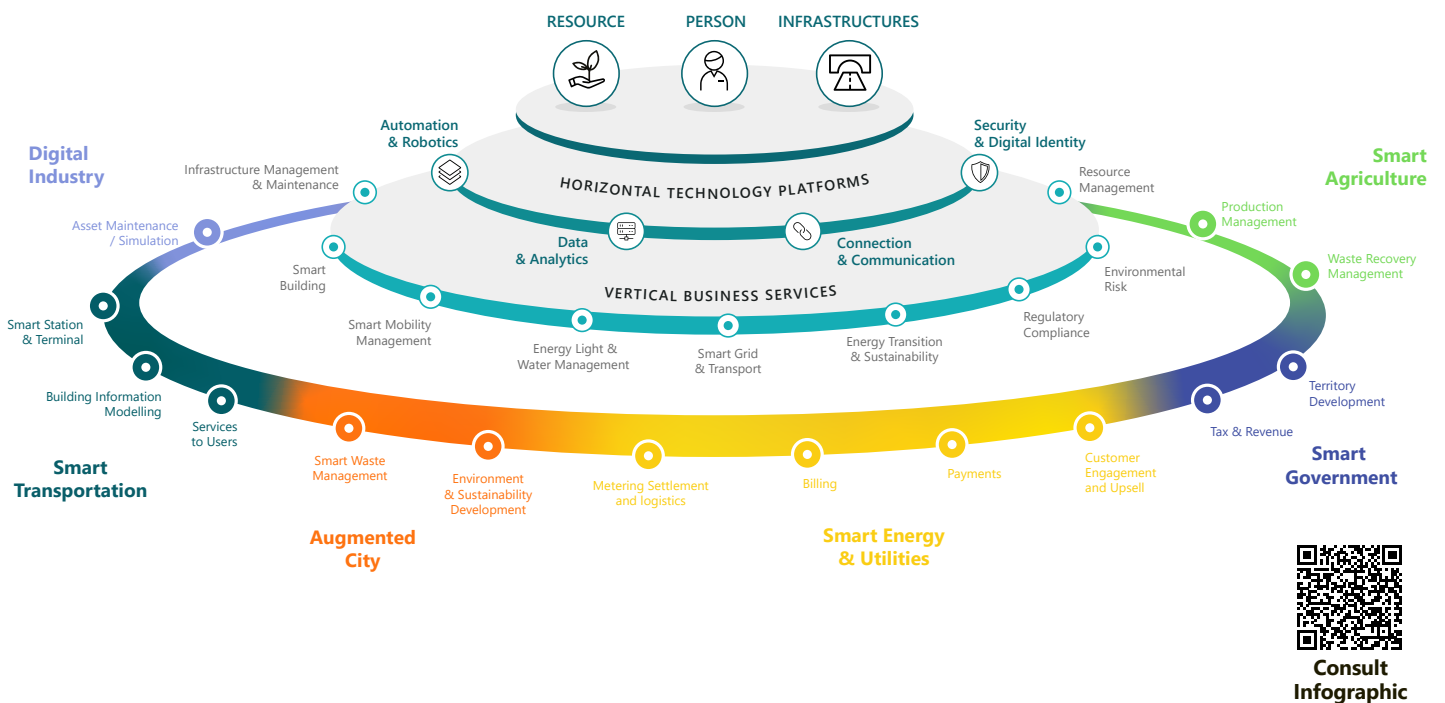 RESOURCE
PERSON
INFRASTRUCTURES
Automation
& Robotics
Security
& Digital Identity
HORIZONTAL TECHNOLOGY PLATFORMS
Data
& Analytics
Connection
& Communication
Digital
Industry
Smart
Agriculture
Infrastructure Management
& Maintenance
Resource
Management
Asset Maintenance
/ Simulation
Production
Management
Waste Recovery
Management
Smart
Building
Environmental
Risk
VERTICAL BUSINESS SERVICES
Smart Mobility
Management
Energy Light &
Water Management
Smart Grid
& Transport
Energy Transition
& Sustainability
Regulatory
Compliance
Smart Station
& Terminal
Building Information
Modelling
Services
to Users
Territory
Development
Tax & Revenue
Smart
Transportation
Smart Waste
Management
Environment
& Sustainability
Development
Metering Settlement
and logistics
Billing
Payments
Customer
Engagement
and Upsell
Smart
Government
Augmented
City
Smart Energy
& Utilities
Consult
Infographic